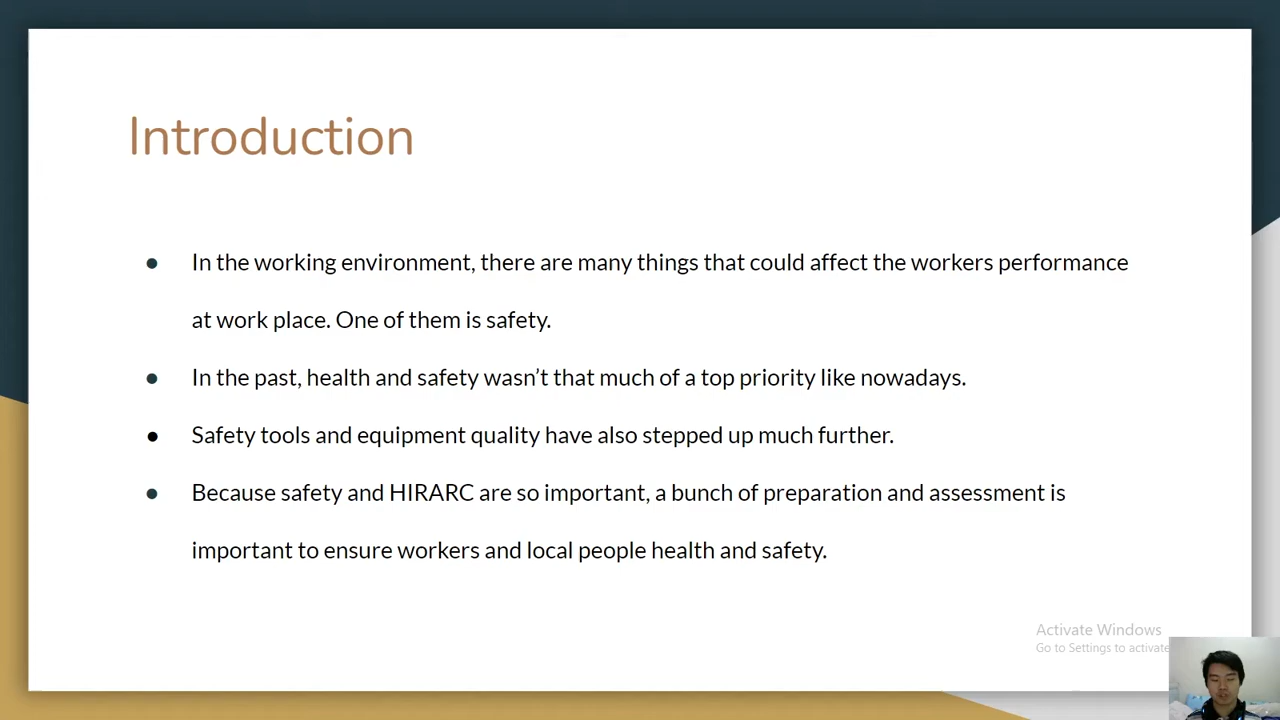 Introduction
● In the working environment, there are many things that could affect the workers performance
at work place. One of them is safety.
● In the past, health and safety wasn’t that much of a top priority like nowadays.
● Safety tools and equipment quality have also stepped up much further.
● Because safety and HIRARC are so important, a bunch of preparation and assessment is
important to ensure workers and local people health and safety.
Activate Windows
Go to Settings to activate